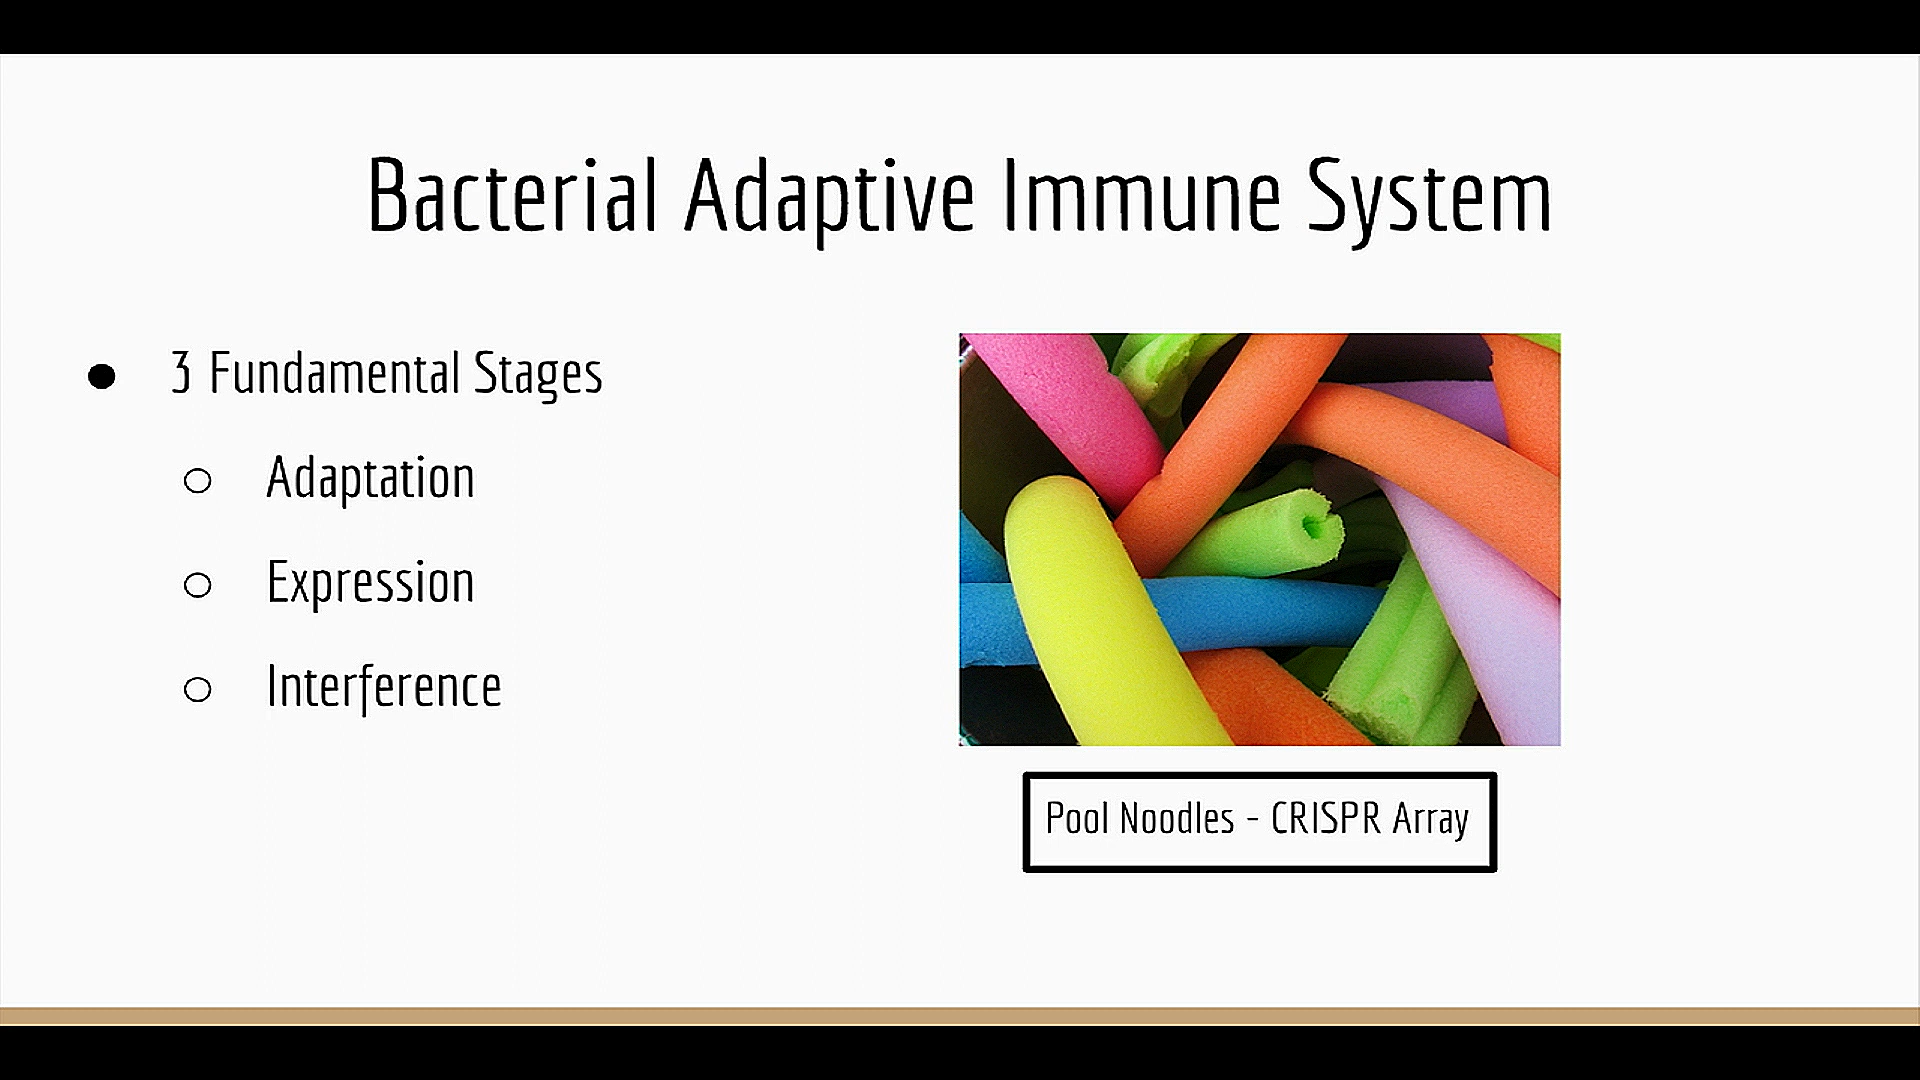 Bacterial Adaptive Immune System
● 3 Fundamental Stages
○ Adaptation
○ Expression
○ Interference
Pool Noodles - CRISPR Array